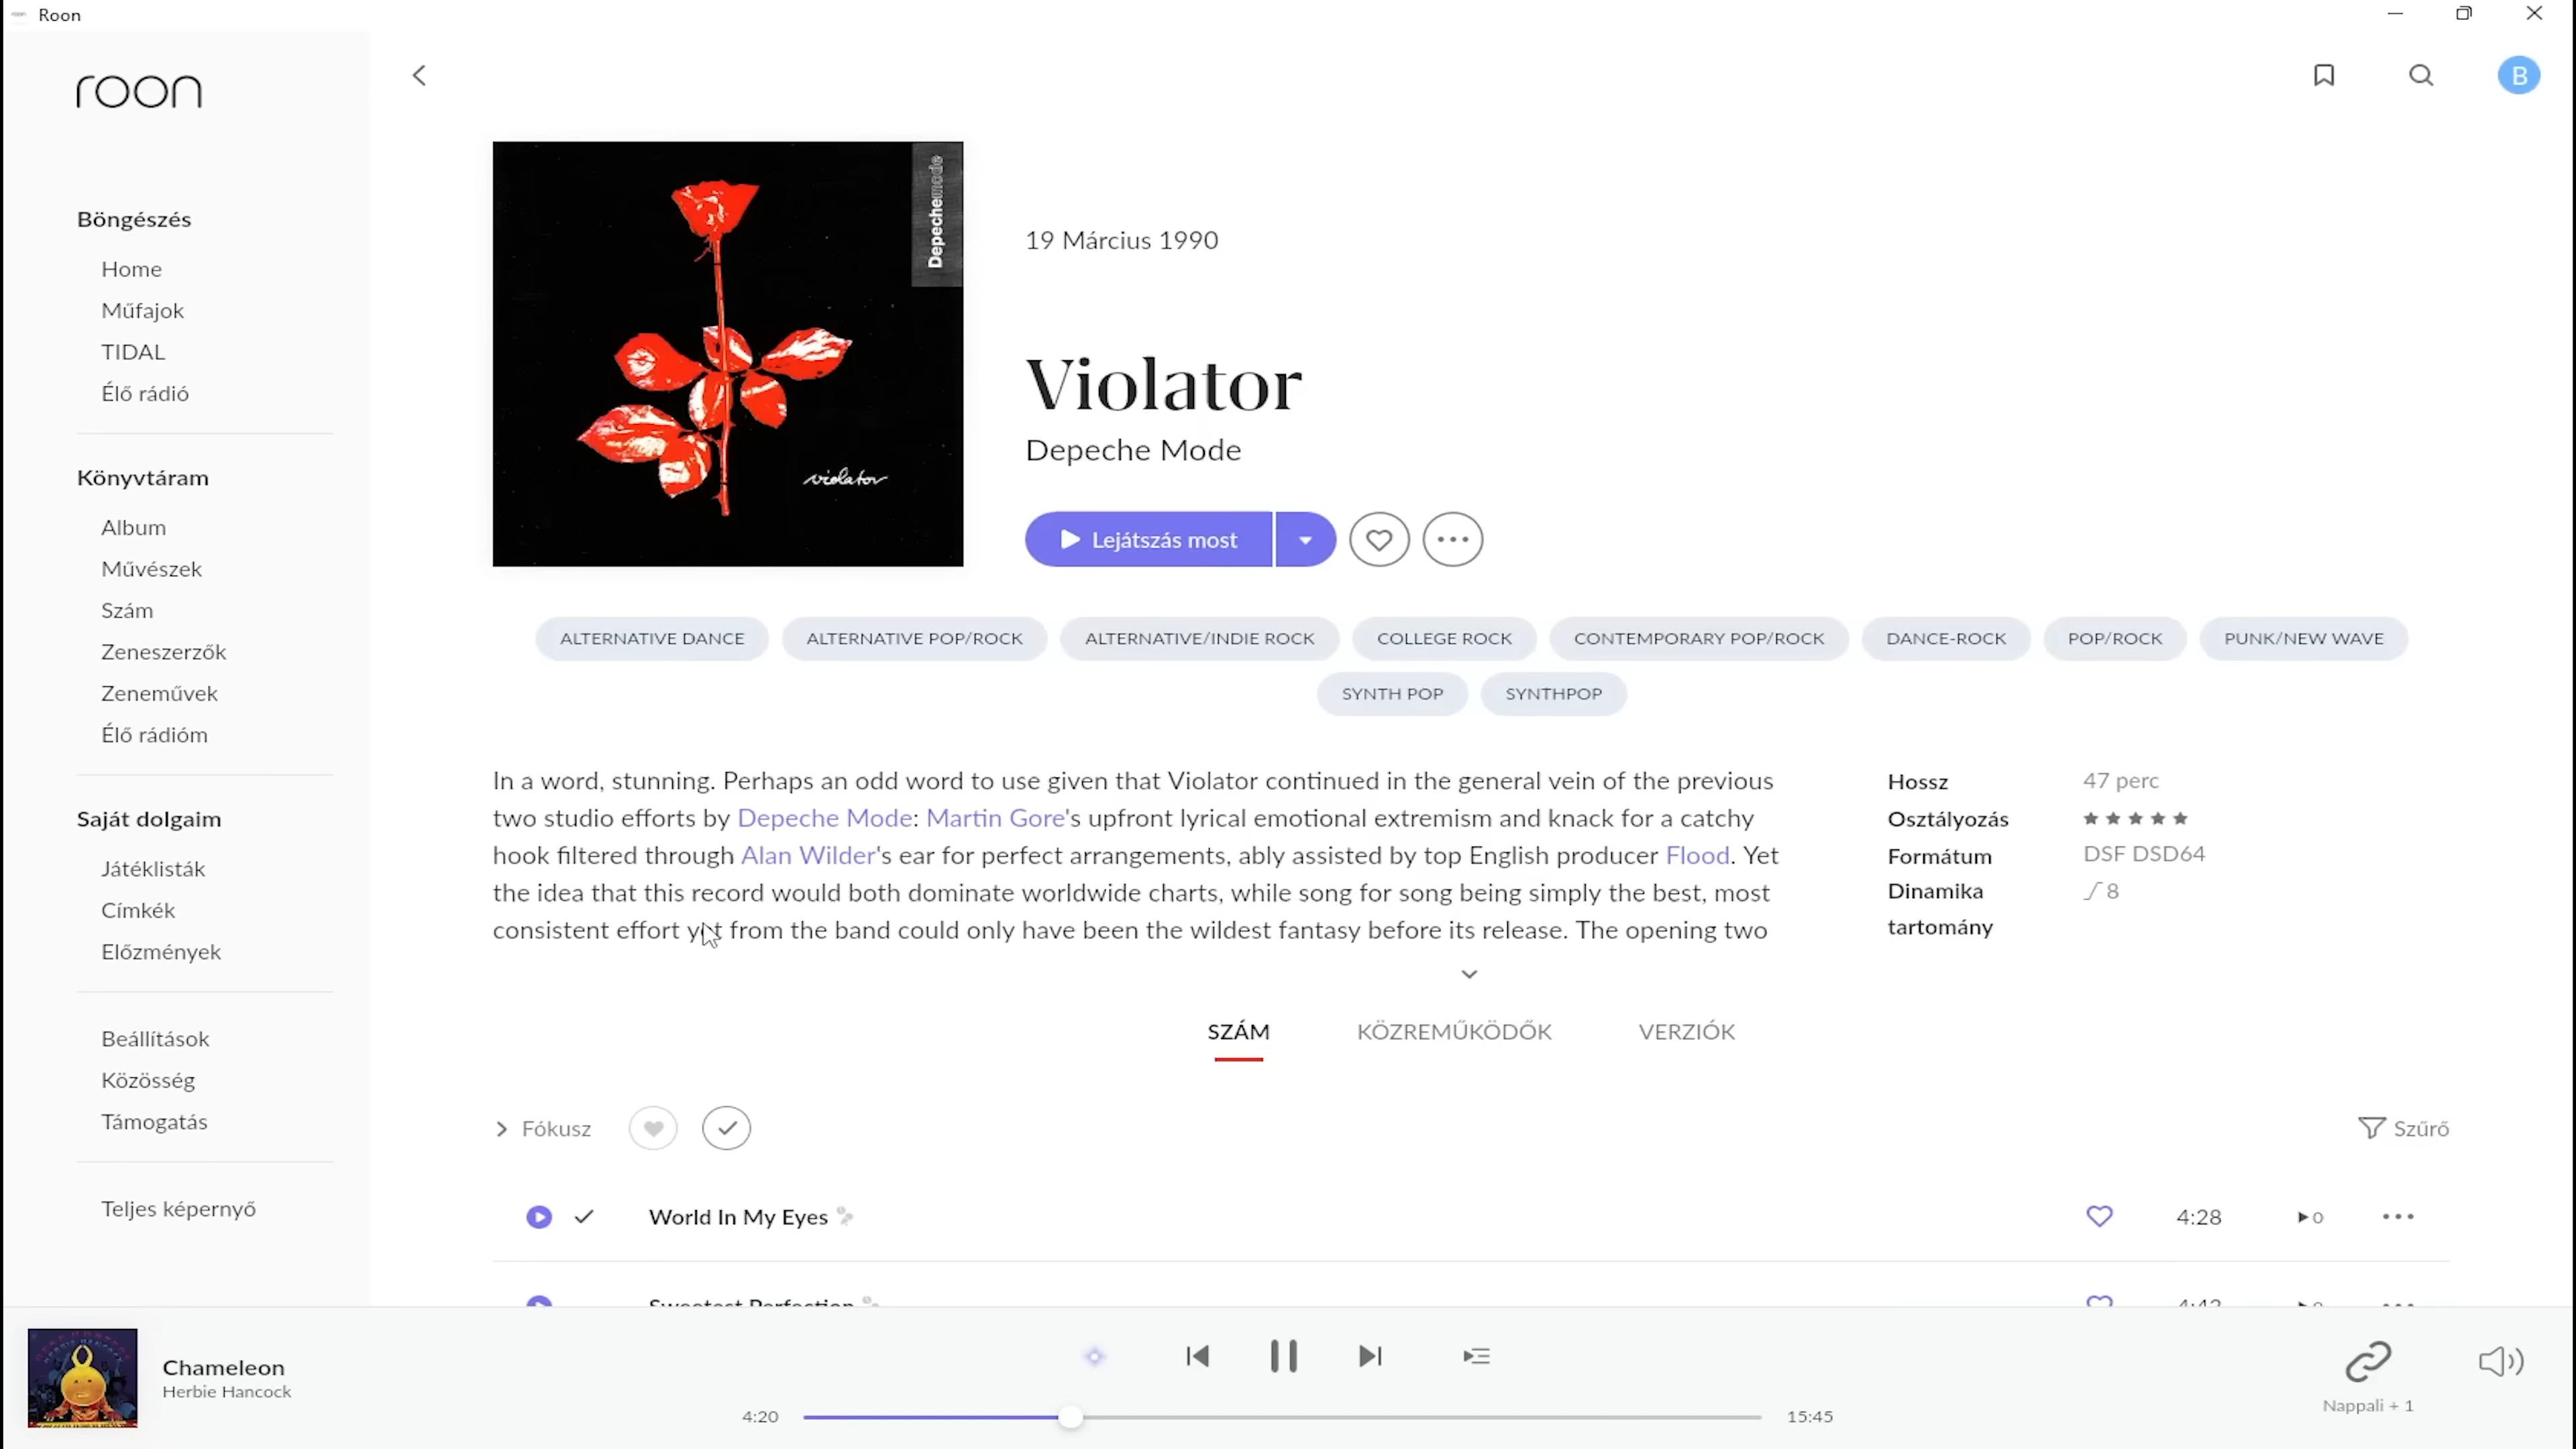 Roon
roon
Böngészés
Home
Műfajok
TIDAL
Élő rádió
Könyvtáram
Album
Művészek
Szám
Zeneszerzők
Zeneművek
Élő rádióm
Saját dolgaim
Játéklisták
Címkék
Előzmények
Beállítások
Közösség
Támogatás
Teljes képernyő
B
Depeche mode
violator
19 Március 1990
Violator
Depeche Mode
Lejátszás most
ALTERNATIVE DANCE ALTERNATIVE POP/ROCK ALTERNATIVE/INDIE ROCK COLLEGE ROCK CONTEMPORARY POP/ROCK DANCE-ROCK POP/ROCK PUNK/NEW WAVE
SYNTH POP SYNTHPOP
In a word, stunning. Perhaps an odd word to use given that Violator continued in the general vein of the previous
two studio efforts by Depeche Mode: Martin Gore's upfront lyrical emotional extremism and knack for a catchy
hook filtered through Alan Wilder's ear for perfect arrangements, ably assisted by top English producer Flood. Yet
the idea that this record would both dominate worldwide charts, while song for song being simply the best, most
consistent effort yet from the band could only have been the wildest fantasy before its release. The opening two
Hossz 47 perc
Osztályozás ★★★★★
Formátum DSF DSD64
Dinamika 8
tartomány
SZÁM KÖZREMŰKÖDŐK VERZIÓK
Fókusz Szűrő
World In My Eyes 4:28 0
Sweetest Perfection 4:43
Chameleon
Herbie Hancock
4:20 15:45
Nappali + 1